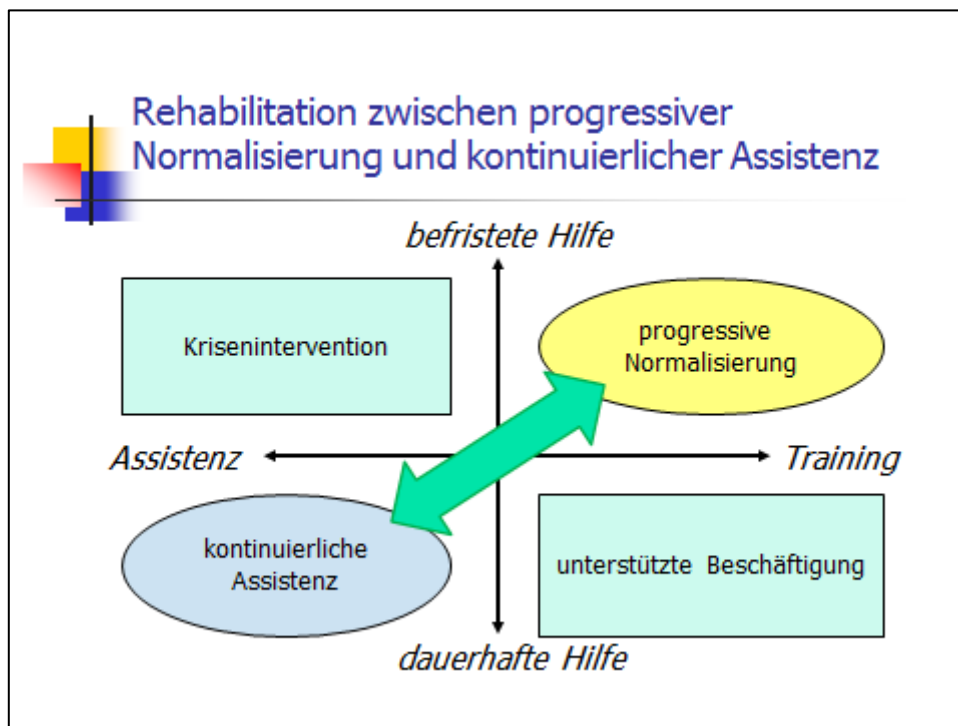 Rehabilitation zwischen progressiver
Normalisierung und kontinuierlicher Assistenz
befristete Hilfe
Krisenintervention
progressive
Normalisierung
Assistenz
Training
kontinuierliche
Assistenz
unterstützte Beschäftigung
dauerhafte Hilfe